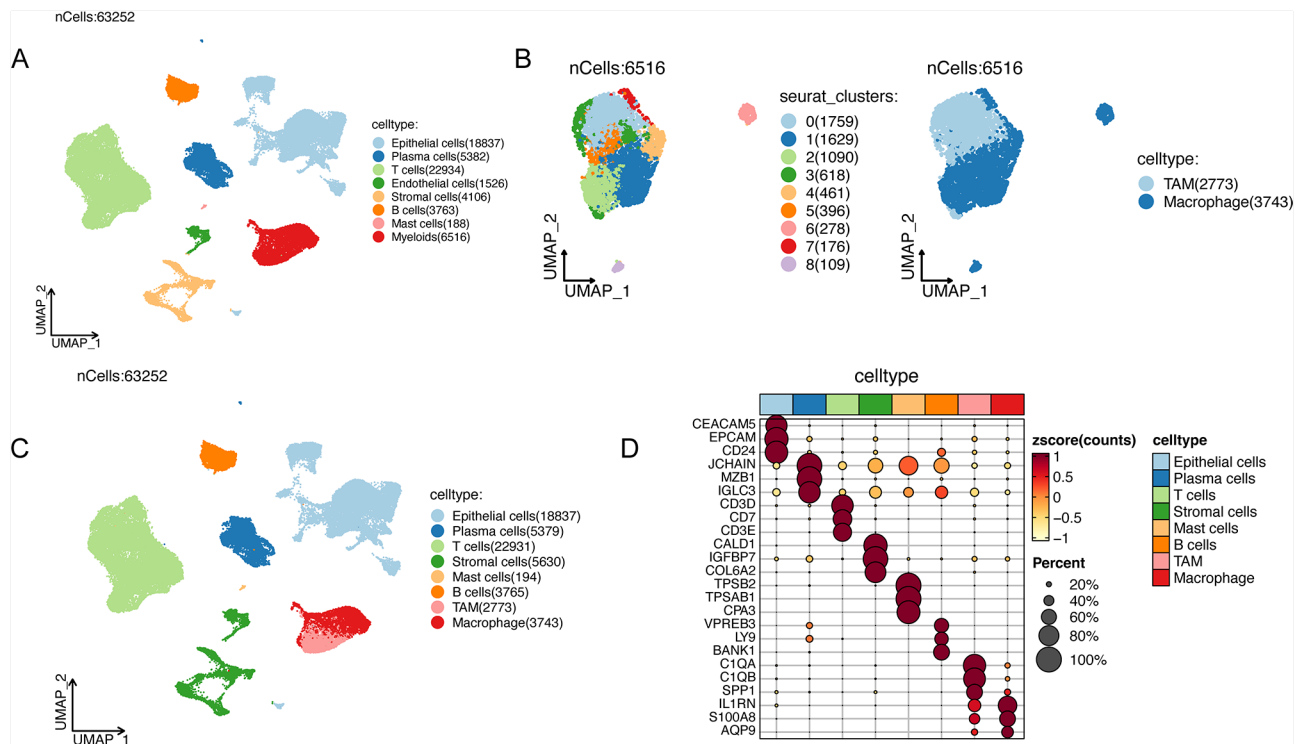 nCells:63252
A
celltype:
Epithelial cells(18837)
Plasma cells(5382)
T cells(22934)
Endothelial cells(1526)
Stromal cells(4106)
B cells(3763)
Mast cells(188)
Myeloids(6516)
UMAP_2
UMAP_1
B
nCells:6516
seurat_clusters:
0(1759)
1(1629)
2(1090)
3(618)
4(461)
5(396)
6(278)
7(176)
8(109)
UMAP_2
UMAP_1
nCells:6516
celltype:
TAM(2773)
Macrophage(3743)
UMAP_2
UMAP_1
nCells:63252
C
celltype:
Epithelial cells(18837)
Plasma cells(5379)
T cells(22931)
Stromal cells(5630)
Mast cells(194)
B cells(3765)
TAM(2773)
Macrophage(3743)
UMAP_2
UMAP_1
D
celltype
CEACAM5
EPCAM
CD24
JCHAIN
MZB1
IGLC3
CD3D
CD7
CD3E
CALD1
IGFBP7
COL6A2
TPSB2
TPSAB1
CPA3
VPREB3
LY9
BANK1
C1QA
C1QB
SPP1
IL1RN
S100A8
AQP9
zscore(counts)
1
0.5
0
−0.5
−1
Percent
20%
40%
60%
80%
100%
celltype
Epithelial cells
Plasma cells
T cells
Stromal cells
Mast cells
B cells
TAM
Macrophage